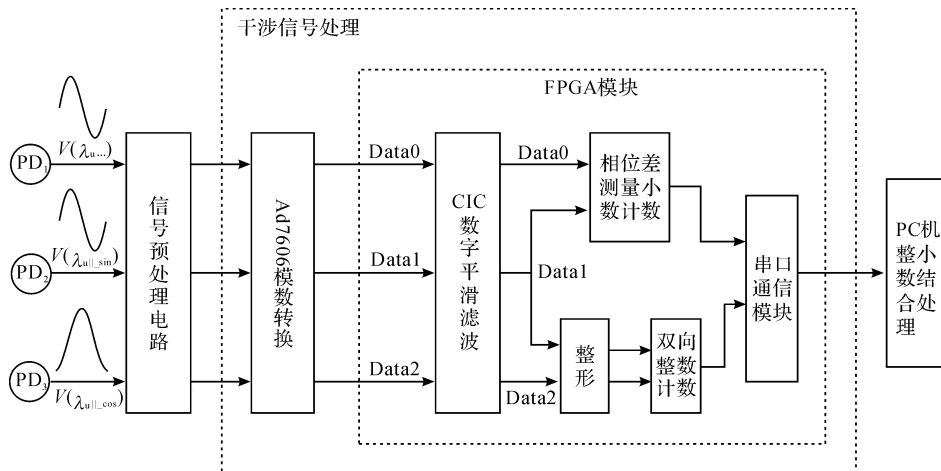 干涉信号处理
FPGA模块
PD₁
V(λᵤ...)
PD₂
V(λᵤ||_sin)
PD₃
V(λᵤ||_cos)
信号预处理电路
Ad7606模数转换
Data0
Data1
Data2
CIC数字平滑滤波
Data0
Data1
Data2
相位差
测量小
数计数
整形
双向
整数
计数
串口
通信
模块
PC机
整小
数结
合处
理